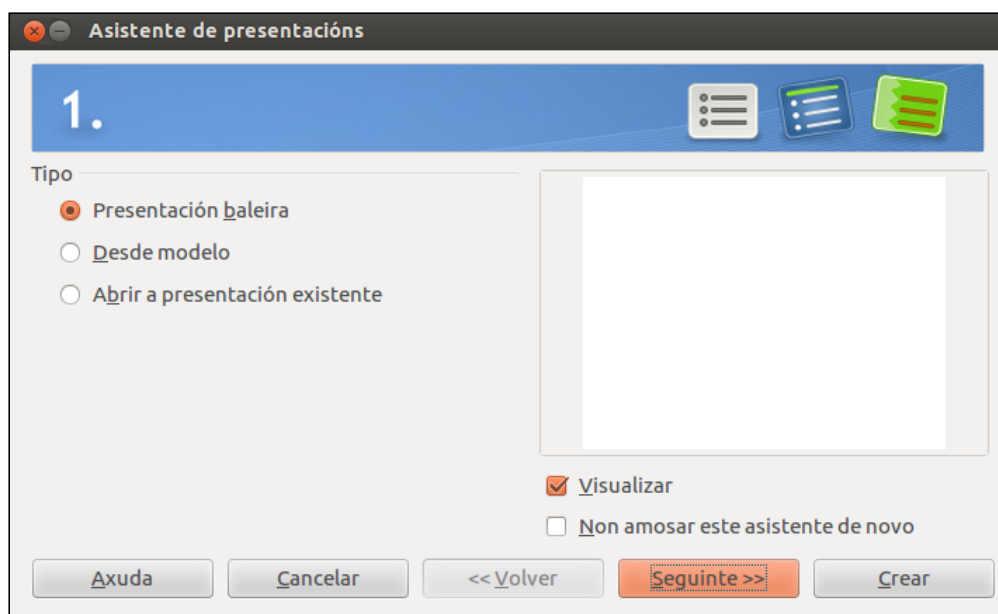 Asistente de presentacións
1.
Tipo
Presentación baleira
Desde modelo
Abrir a presentación existente
Visualizar
Non amosar este asistente de novo
Axuda
Cancelar
<< Volver
Seguinte >>
Crear